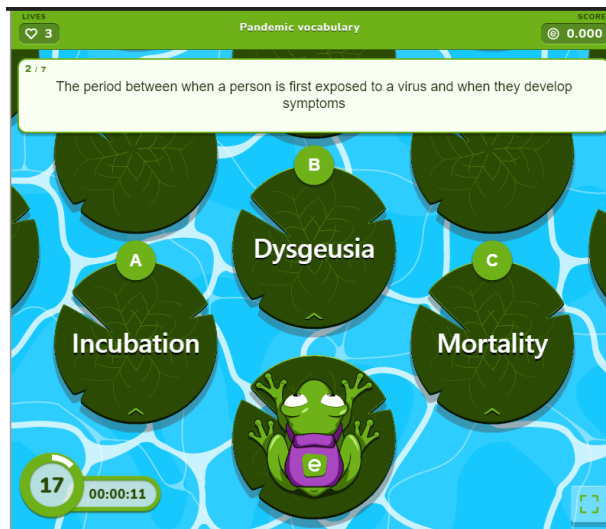 LIVES
3
Pandemic vocabulary
SCORE
0.000
2 / 7
The period between when a person is first exposed to a virus and when they develop
symptoms
B
Dysgeusia
A
C
Incubation
Mortality
e
17
00:00:11